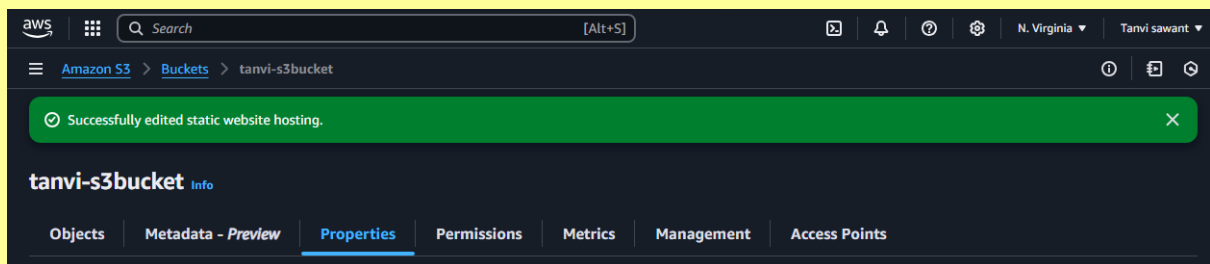 aws Search [Alt+S] N. Virginia Tanvi sawant
Amazon S3 > Buckets > tanvi-s3bucket
Successfully edited static website hosting.
tanvi-s3bucket Info
Objects Metadata - Preview Properties Permissions Metrics Management Access Points